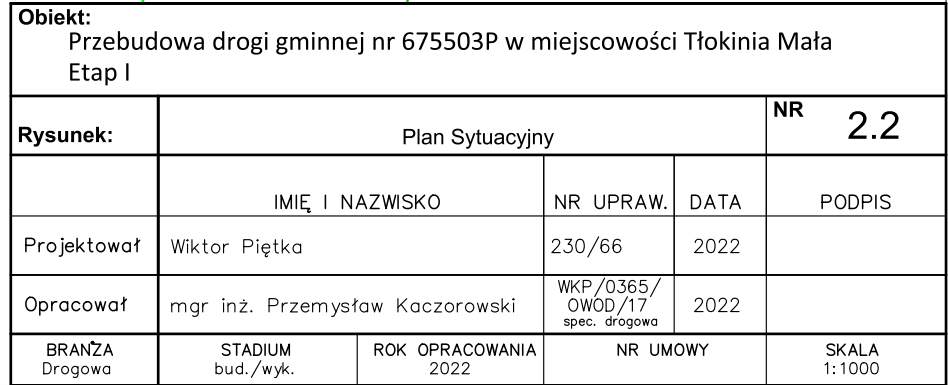 Obiekt:
Przebudowa drogi gminnej nr 675503P w miejscowości Tłokinia Mała
Etap I
Rysunek: Plan Sytuacyjny NR 2.2
IMIĘ I NAZWISKO NR UPRAW. DATA PODPIS
Projektował Wiktor Piętka 230/66 2022
Opracował mgr inż. Przemysław Kaczorowski WKP/0365/
OWOD/17 2022
spec. drogowa
BRANŻA STADIUM ROK OPRACOWANIA NR UMOWY SKALA
Drogowa bud./wyk. 2022 1:1000